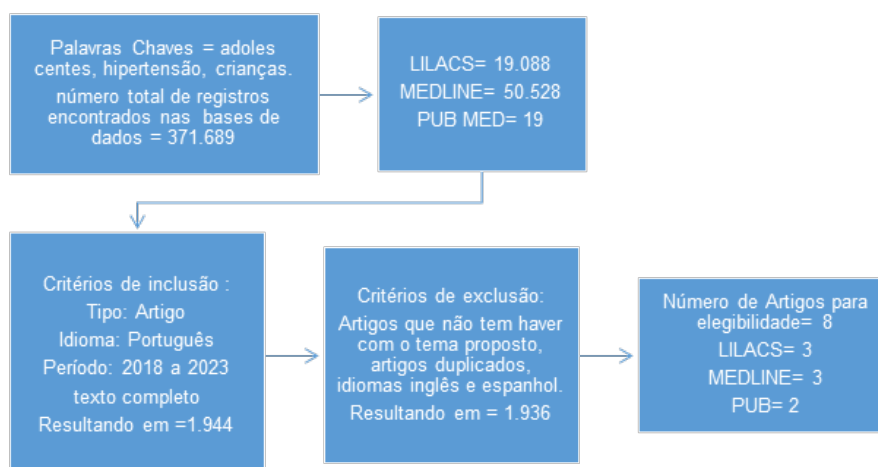 Palavras Chaves = adoles
centes, hipertensão, crianças.
número total de registros
encontrados nas bases de
dados = 371.689
LILACS= 19.088
MEDLINE= 50.528
PUB MED= 19
Critérios de inclusão :
Tipo: Artigo
Idioma: Português
Período: 2018 a 2023
texto completo
Resultando em =1.944
Critérios de exclusão:
Artigos que não tem haver
com o tema proposto,
artigos duplicados,
idiomas inglês e espanhol.
Resultando em = 1.936
Número de Artigos para
elegibilidade= 8
LILACS= 3
MEDLINE= 3
PUB= 2